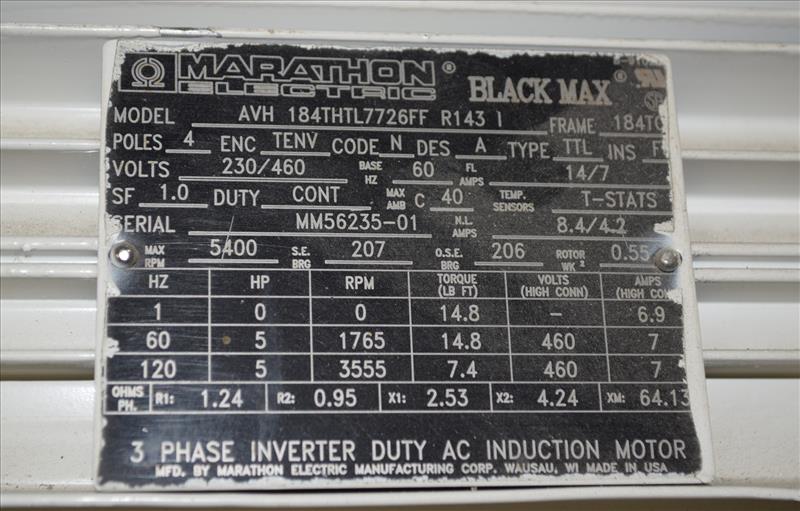 MARATHON ® BLACK MAX ®
ELECTRIC
MODEL AVH 184THTL7726FF R143 I FRAME 184TC
POLES 4 ENC TENV CODE N DES A TYPE TTL INS F
VOLTS 230/460 BASE HZ 60 FL AMPS 14/7
SF 1.0 DUTY CONT MAX AMB C 40 TEMP. SENSORS T-STATS
SERIAL MM56235-01 N.L. AMPS 8.4/4.2
MAX RPM 5400 S.E. BRG 207 O.S.E. BRG 206 ROTOR WK² 0.55
HZ HP RPM TORQUE (LB FT) VOLTS (HIGH CONN) AMPS (HIGH CON
1 0 0 14.8 – 6.9
60 5 1765 14.8 460 7
120 5 3555 7.4 460 7
OHMS PH. R1: 1.24 R2: 0.95 X1: 2.53 X2: 4.24 XM: 64.13
3 PHASE INVERTER DUTY AC INDUCTION MOTOR
MFD. BY MARATHON ELECTRIC MANUFACTURING CORP. WAUSAU, WI MADE IN USA